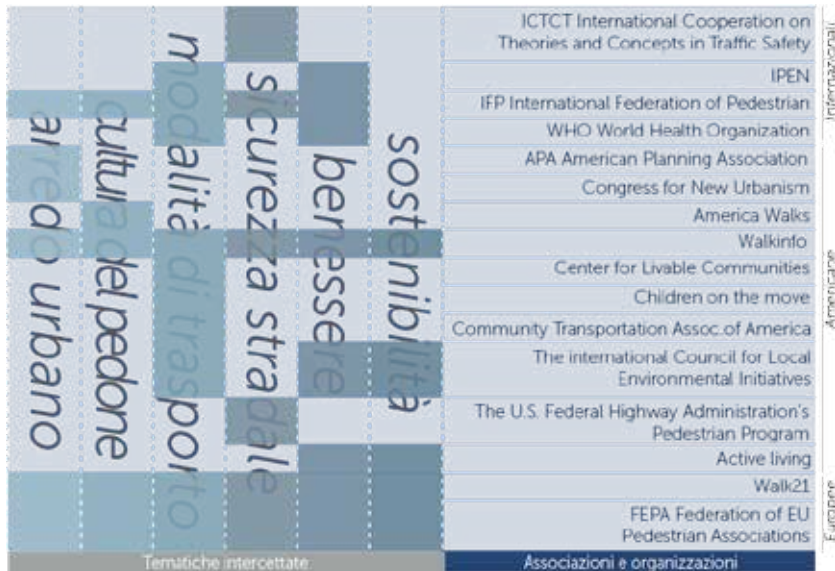 arredo urbano
cultura del pedone
modalità di trasporto
sicurezza stradale
benessere
sostenibilità
ICTCT International Cooperation on
Theories and Concepts in Traffic Safety
IPEN
IFP International Federation of Pedestrian
WHO World Health Organization
APA American Planning Association
Congress for New Urbanism
America Walks
Walkinfo
Center for Livable Communities
Children on the move
Community Transportation Assoc.of America
The international Council for Local
Environmental Initiatives
The U.S. Federal Highway Administration's
Pedestrian Program
Active living
Walk21
FEPA Federation of EU
Pedestrian Associations
Internazionali
Americane
Europee
Tematiche intercettate
Associazioni e organizzazioni